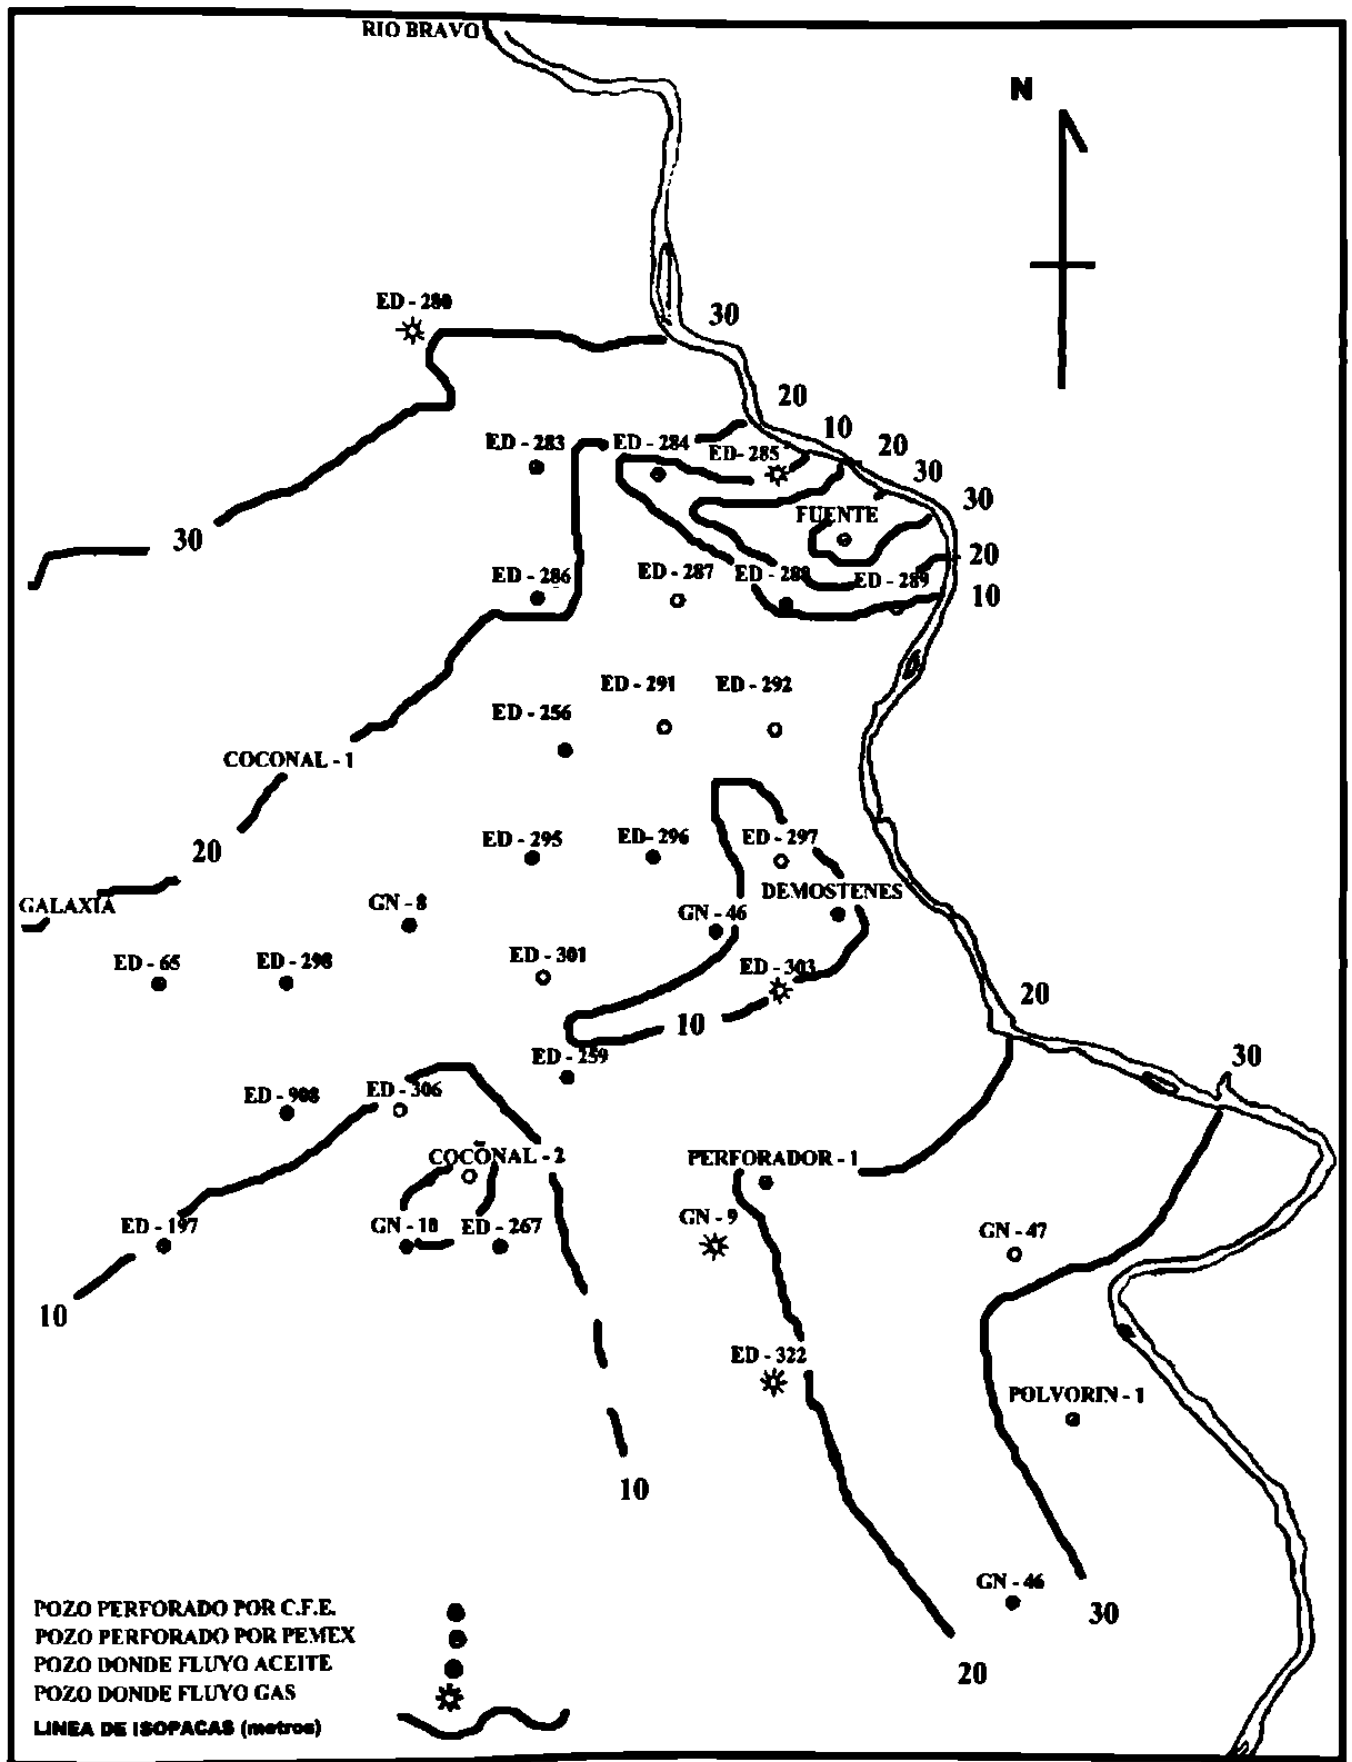 RIO BRAVO
N
ED - 280
30
20
10
20
30
30
20
10
ED - 283
ED - 284
ED - 285
FUENTE
30
ED - 286
ED - 287
ED - 288
ED - 289
ED - 291
ED - 292
ED - 256
COCONAL - 1
20
ED - 295
ED - 296
ED - 297
GALAXIA
GN - 8
GN - 46
DEMOSTENES
ED - 65
ED - 298
ED - 301
ED - 303
10
20
ED - 259
30
ED - 908
ED - 306
COCONAL - 2
PERFORADOR - 1
ED - 197
GN - 18
ED - 267
GN - 9
GN - 47
10
ED - 322
POLVORIN - 1
10
GN - 46
30
20
POZO PERFORADO POR C.F.E.
POZO PERFORADO POR PEMEX
POZO DONDE FLUYO ACEITE
POZO DONDE FLUYO GAS
LINEA DE ISOPACAS (metros)